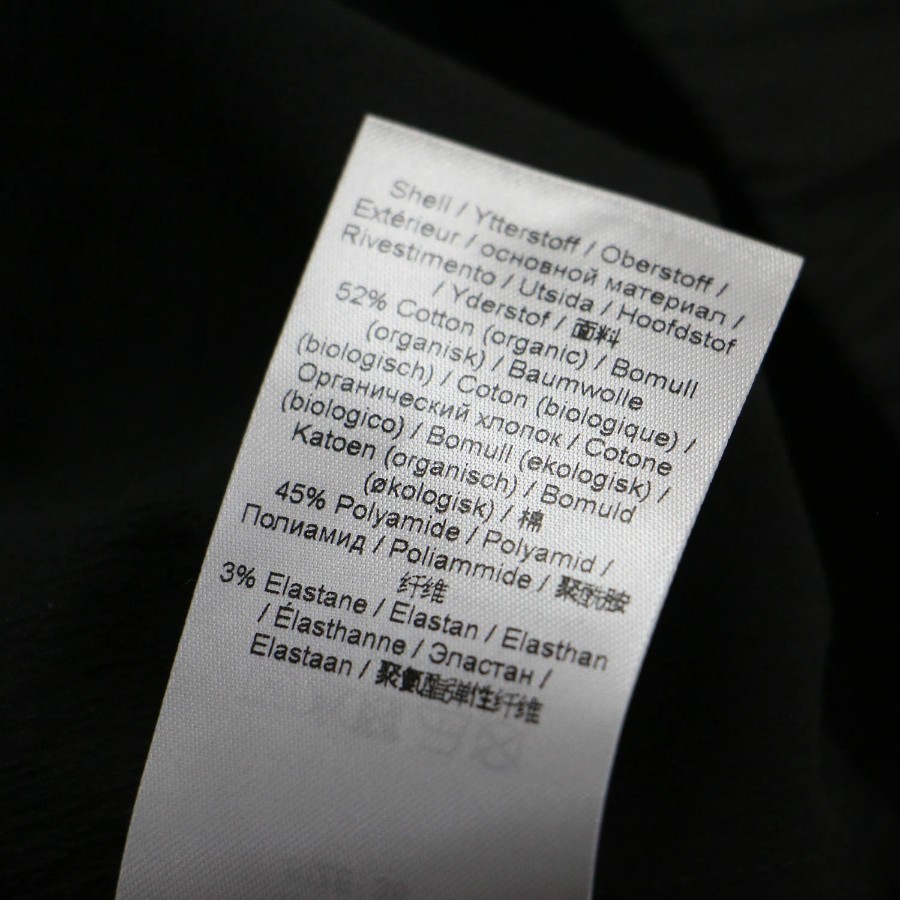 Shell / Ytterstoff / Oberstoff /
Extérieur / основной материал /
Rivestimento / Utsida / Hoofdstof
/ Yderstof / 面料
52% Cotton (organic) / Bomull
(organisk) / Baumwolle
(biologisch) / Coton (biologique) /
Органический хлопок / Cotone
(biologico) / Bomull (ekologisk) /
Katoen (organisch) / Bomuld
(økologisk) / 棉
45% Polyamide / Polyamid /
Полиамид / Poliammide / 聚酰胺
纤维
3% Elastane / Elastan / Elasthan
/ Élasthanne / Эластан /
Elastaan / 聚氨酯弹性纤维